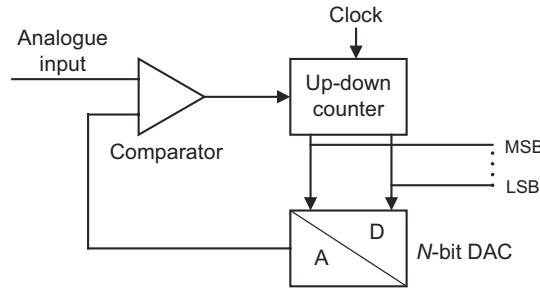 Clock
Analogue
input
Up-down
counter
Comparator
MSB
LSB
D
A
N-bit DAC